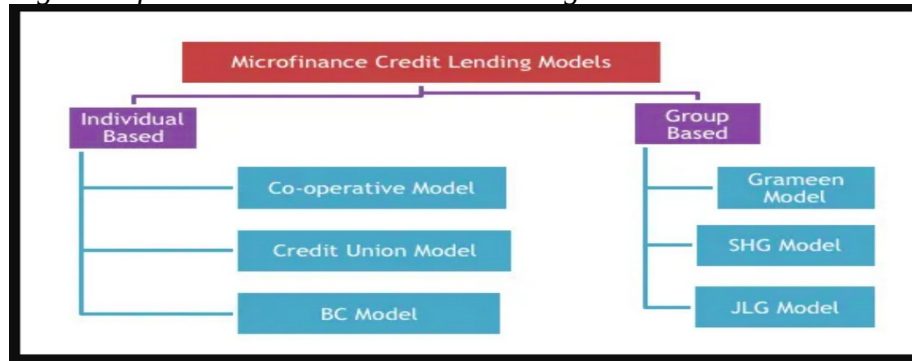 Microfinance Credit Lending Models
Individual
Based
Group
Based
Co-operative Model
Credit Union Model
BC Model
Grameen
Model
SHG Model
JLG Model